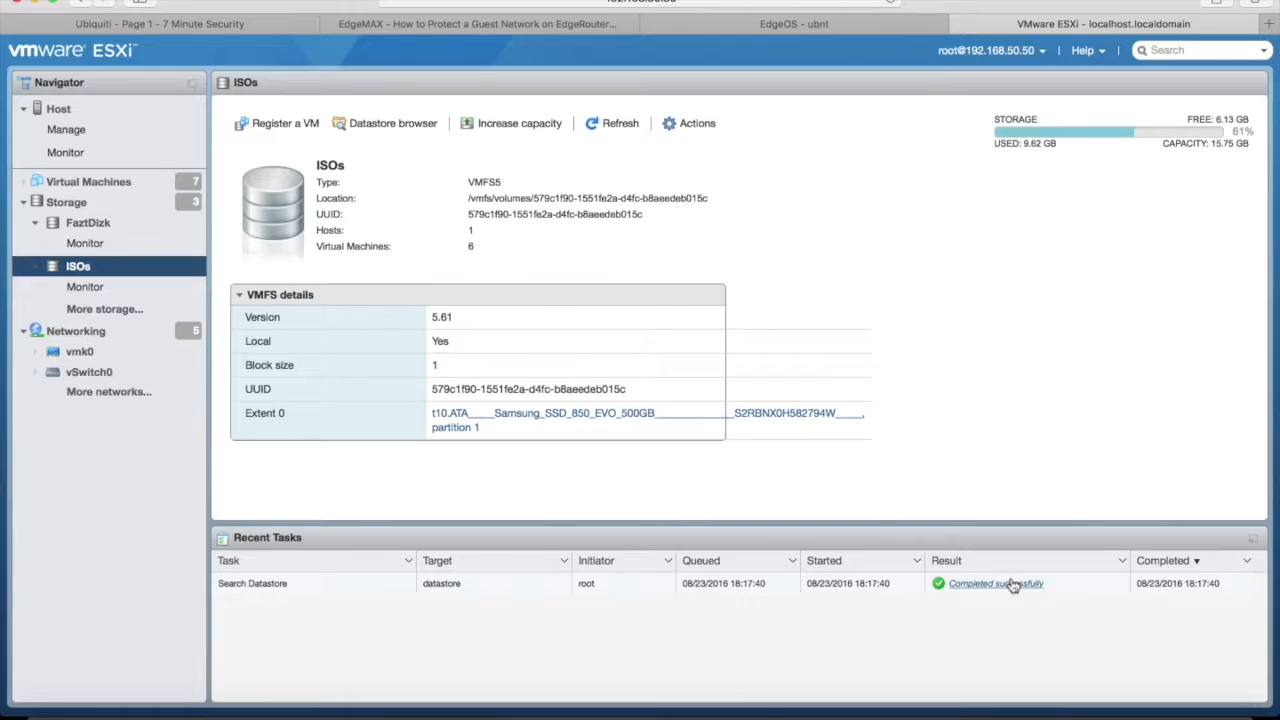 Ubiquiti - Page 1 - 7 Minute Security
EdgeMAX - How to Protect a Guest Network on EdgeRouter...
EdgeOS - ubnt
VMware ESXi - localhost.localdomain
vmware ESXi™
root@192.168.50.50
Help
Search
Navigator
ISOs
Host
Manage
Monitor
Virtual Machines 7
Storage 3
FaztDizk
Monitor
ISOs
Monitor
More storage...
Networking 5
vmk0
vSwitch0
More networks...
Register a VM
Datastore browser
Increase capacity
Refresh
Actions
STORAGE FREE: 6.13 GB
61%
USED: 9.62 GB CAPACITY: 15.75 GB
ISOs
Type: VMFS5
Location: /vmfs/volumes/579c1f90-1551fe2a-d4fc-b8aeedeb015c
UUID: 579c1f90-1551fe2a-d4fc-b8aeedeb015c
Hosts: 1
Virtual Machines: 6
VMFS details
Version 5.61
Local Yes
Block size 1
UUID 579c1f90-1551fe2a-d4fc-b8aeedeb015c
Extent 0 t10.ATA_____Samsung_SSD_850_EVO_500GB_______________S2RBNX0H582794W_____,
partition 1
Recent Tasks
Task Target Initiator Queued Started Result Completed
Search Datastore datastore root 08/23/2016 18:17:40 08/23/2016 18:17:40 Completed successfully 08/23/2016 18:17:40